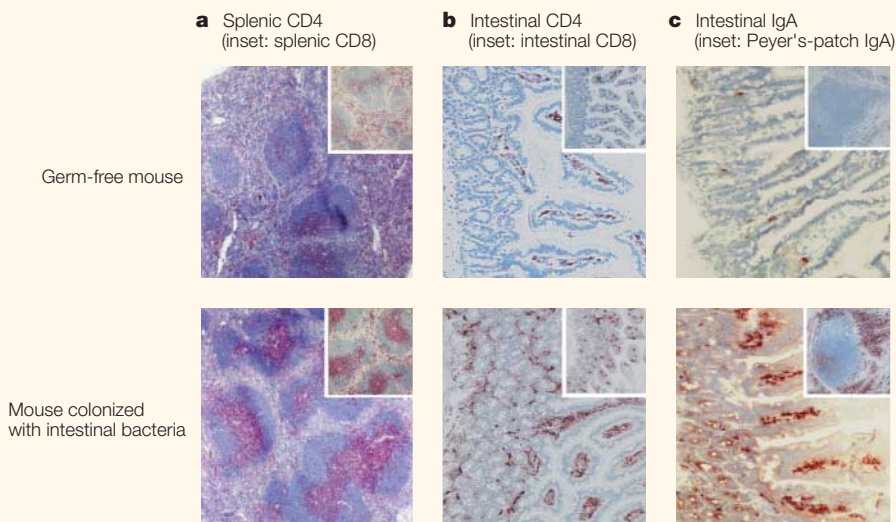 a Splenic CD4
(inset: splenic CD8)
b Intestinal CD4
(inset: intestinal CD8)
c Intestinal IgA
(inset: Peyer's-patch IgA)
Germ-free mouse
Mouse colonized
with intestinal bacteria